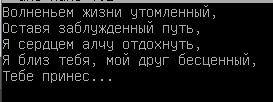 Волненьем жизни утомленный,
Оставя заблужденный путь,
Я сердцем алчу отдохнуть,
Я близ тебя, мой друг бесценный,
Тебе принес...